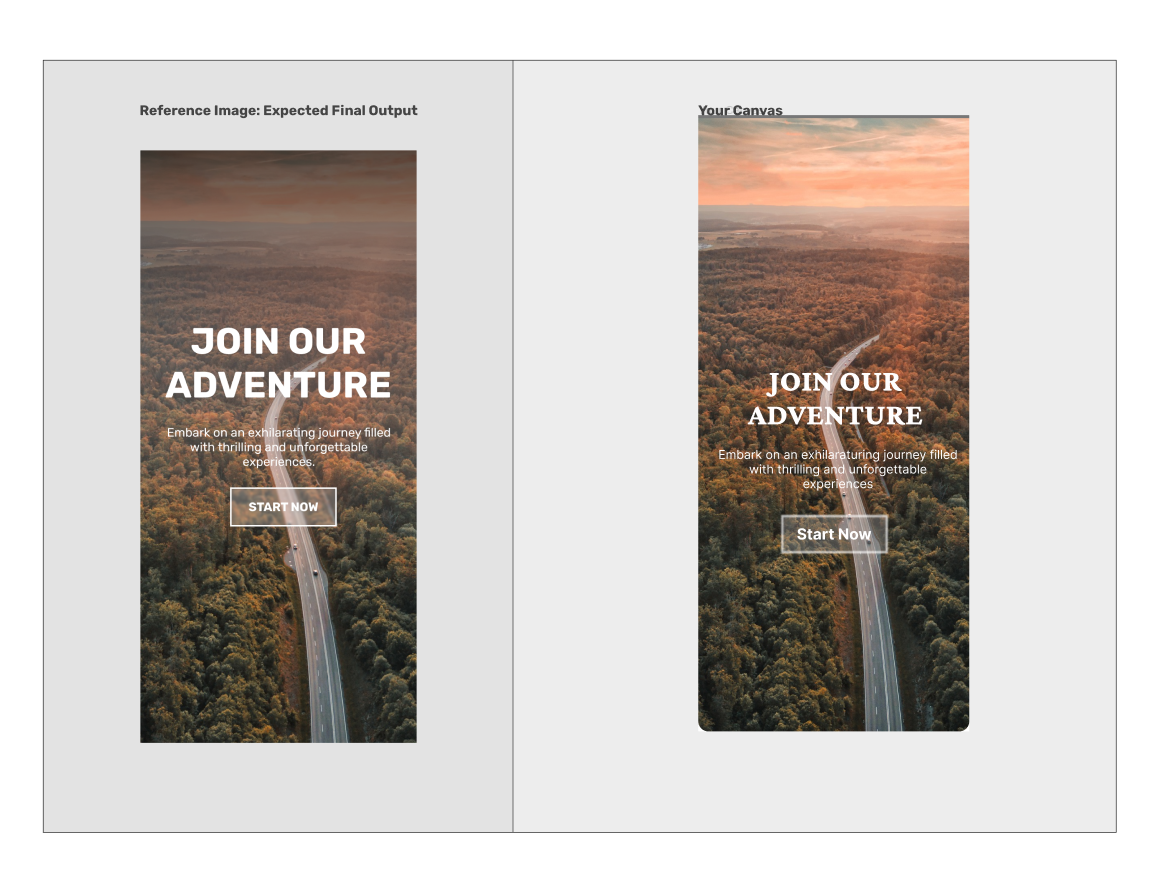 Reference Image: Expected Final Output
JOIN OUR
ADVENTURE
Embark on an exhilarating journey filled
with thrilling and unforgettable
experiences.
START NOW
Your Canvas
JOIN OUR
ADVENTURE
Embark on an exhilaraturing journey filled
with thrilling and unforgettable
experiences
Start Now